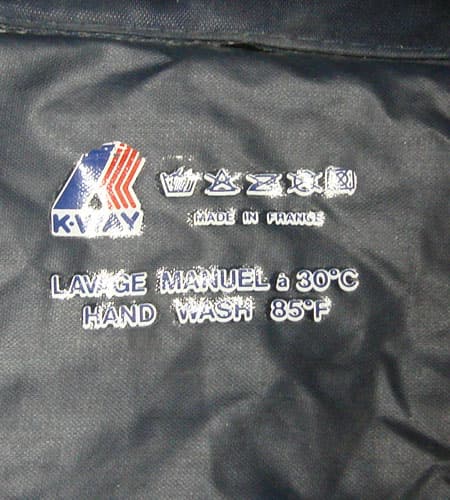 K·WAY
MADE IN FRANCE
LAVAGE MANUEL à 30°C
HAND WASH 85°F